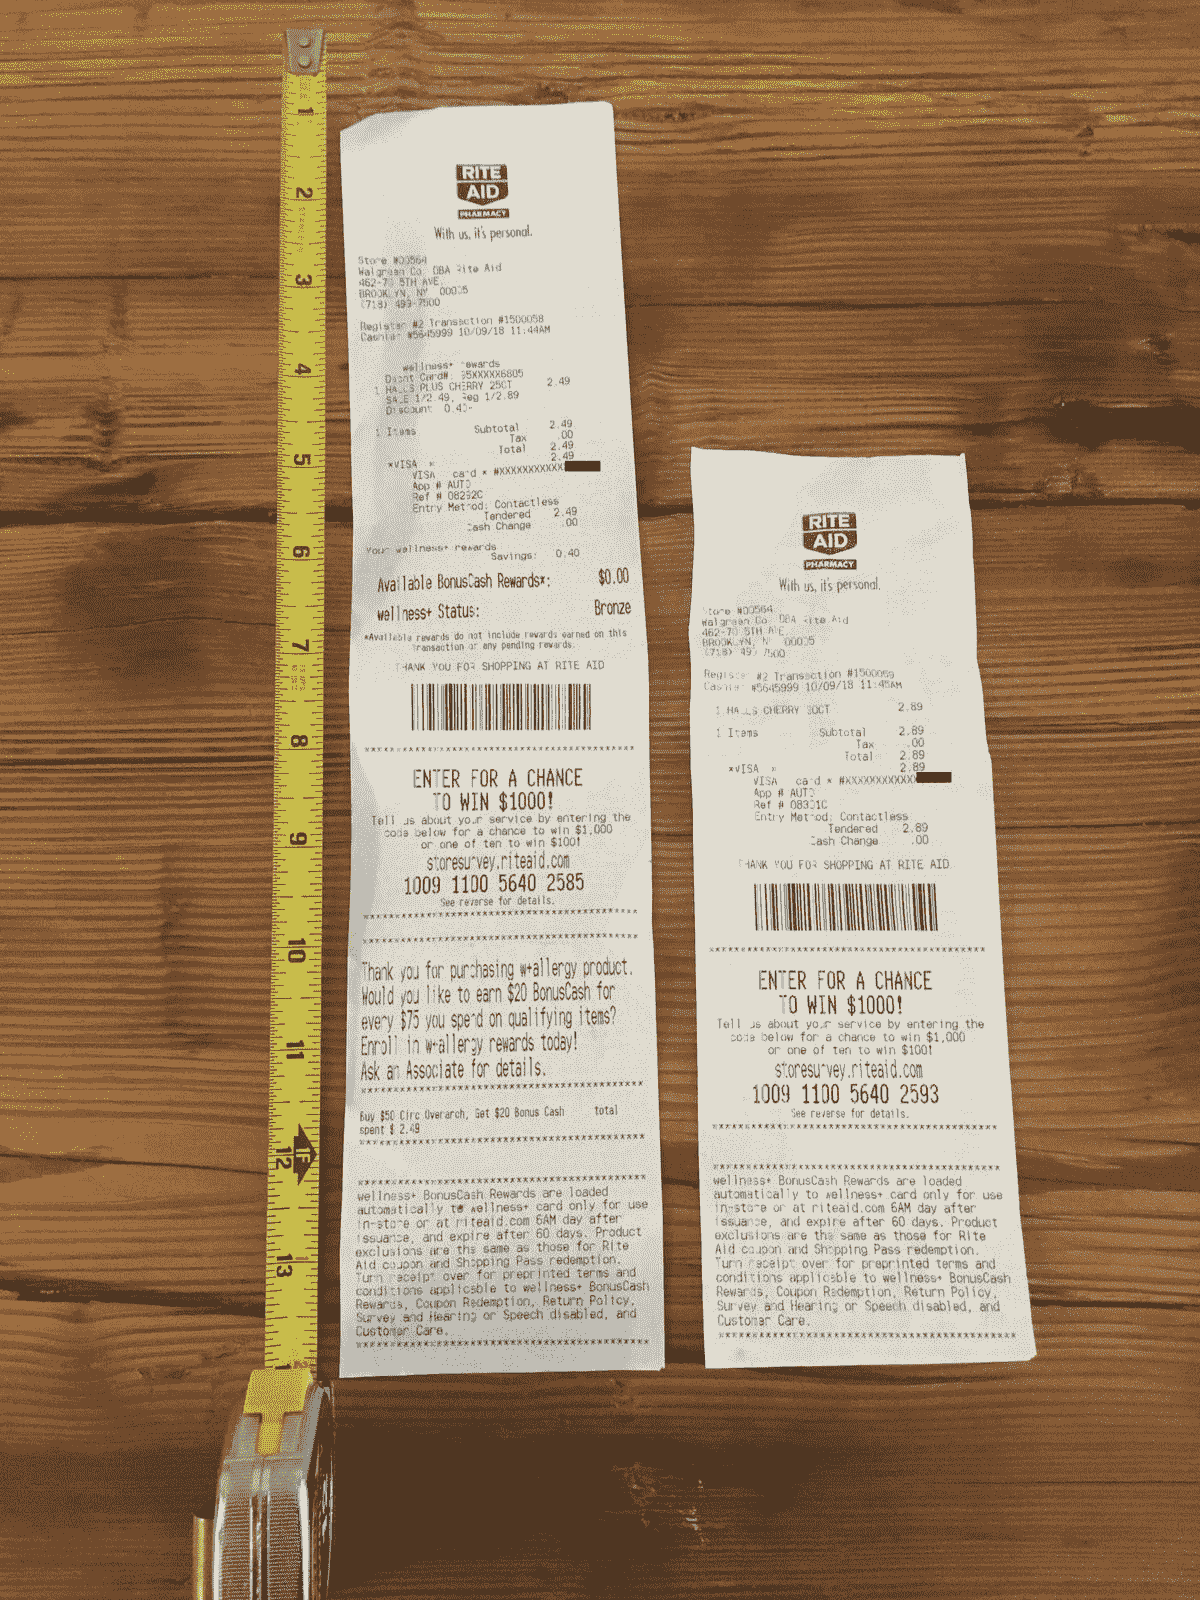 1
2
3
4
5
6
7
8
9
10
11
1F
12
13
RITE
AID
PHARMACY
With us, it's personal.
Store #00564
Walgreen Co. DBA Rite Aid
462-70 5TH AVE.
BROOKLYN, NY 00005
(718) 499-7500
Register #2 Transaction #1500058
Cashier #5645999 10/09/18 11:44AM
wellness+ rewards
Dscnt Card#: 95XXXXX6805
1 HALLS PLUS CHERRY 25CT 2.49
SALE 1/2.49, Reg 1/2.89
Discount 0.40-
1 Items Subtotal 2.49
Tax .00
Total 2.49
*VISA * 2.49
VISA card * #XXXXXXXXXXXX
App # AUTO
Ref # 08292C
Entry Method: Contactless
Tendered 2.49
Cash Change .00
Your wellness+ rewards
Savings: 0.40
Available BonusCash Rewards*: $0.00
wellness+ Status: Bronze
*Available rewards do not include rewards earned on this
transaction or any pending rewards.
THANK YOU FOR SHOPPING AT RITE AID
ENTER FOR A CHANCE
TO WIN $1000!
Tell us about your service by entering the
code below for a chance to win $1,000
or one of ten to win $100!
storesurvey.riteaid.com
1009 1100 5640 2585
See reverse for details.
Thank you for purchasing w+allergy product.
Would you like to earn $20 BonusCash for
every $75 you spend on qualifying items?
Enroll in w+allergy rewards today!
Ask an Associate for details.
Buy $50 Circ Overarch, Get $20 Bonus Cash total
spent $ 2.49
wellness+ BonusCash Rewards are loaded
automatically to wellness+ card only for use
in-store or at riteaid.com 6AM day after
issuance, and expire after 60 days. Product
exclusions are the same as those for Rite
Aid coupon and Shopping Pass redemption.
Turn receipt over for preprinted terms and
conditions applicable to wellness+ BonusCash
Rewards, Coupon Redemption, Return Policy,
Survey and Hearing or Speech disabled, and
Customer Care.
RITE
AID
PHARMACY
With us, it's personal.
Store #00564
Walgreen Co. DBA Rite Aid
462-70 5TH AVE.
BROOKLYN, N 00005
(718) 499 7500
Register #2 Transaction #1500059
Cashier #5645999 10/09/18 11:45AM
1 HALLS CHERRY 30CT 2.89
1 Items Subtotal 2.89
Tax .00
Total 2.89
*VISA * 2.89
VISA card * #XXXXXXXXXXXX
App # AUTO
Ref # 08301C
Entry Method: Contactless
Tendered 2.89
Cash Change .00
THANK YOU FOR SHOPPING AT RITE AID
ENTER FOR A CHANCE
TO WIN $1000!
Tell us about your service by entering the
code below for a chance to win $1,000
or one of ten to win $100!
storesurvey.riteaid.com
1009 1100 5640 2593
See reverse for details.
wellness+ BonusCash Rewards are loaded
automatically to wellness+ card only for use
in-store or at riteaid.com 6AM day after
issuance, and expire after 60 days. Product
exclusions are the same as those for Rite
Aid coupon and Shopping Pass redemption.
Turn receipt over for preprinted terms and
conditions applicable to wellness+ BonusCash
Rewards, Coupon Redemption, Return Policy,
Survey and Hearing or Speech disabled, and
Customer Care.